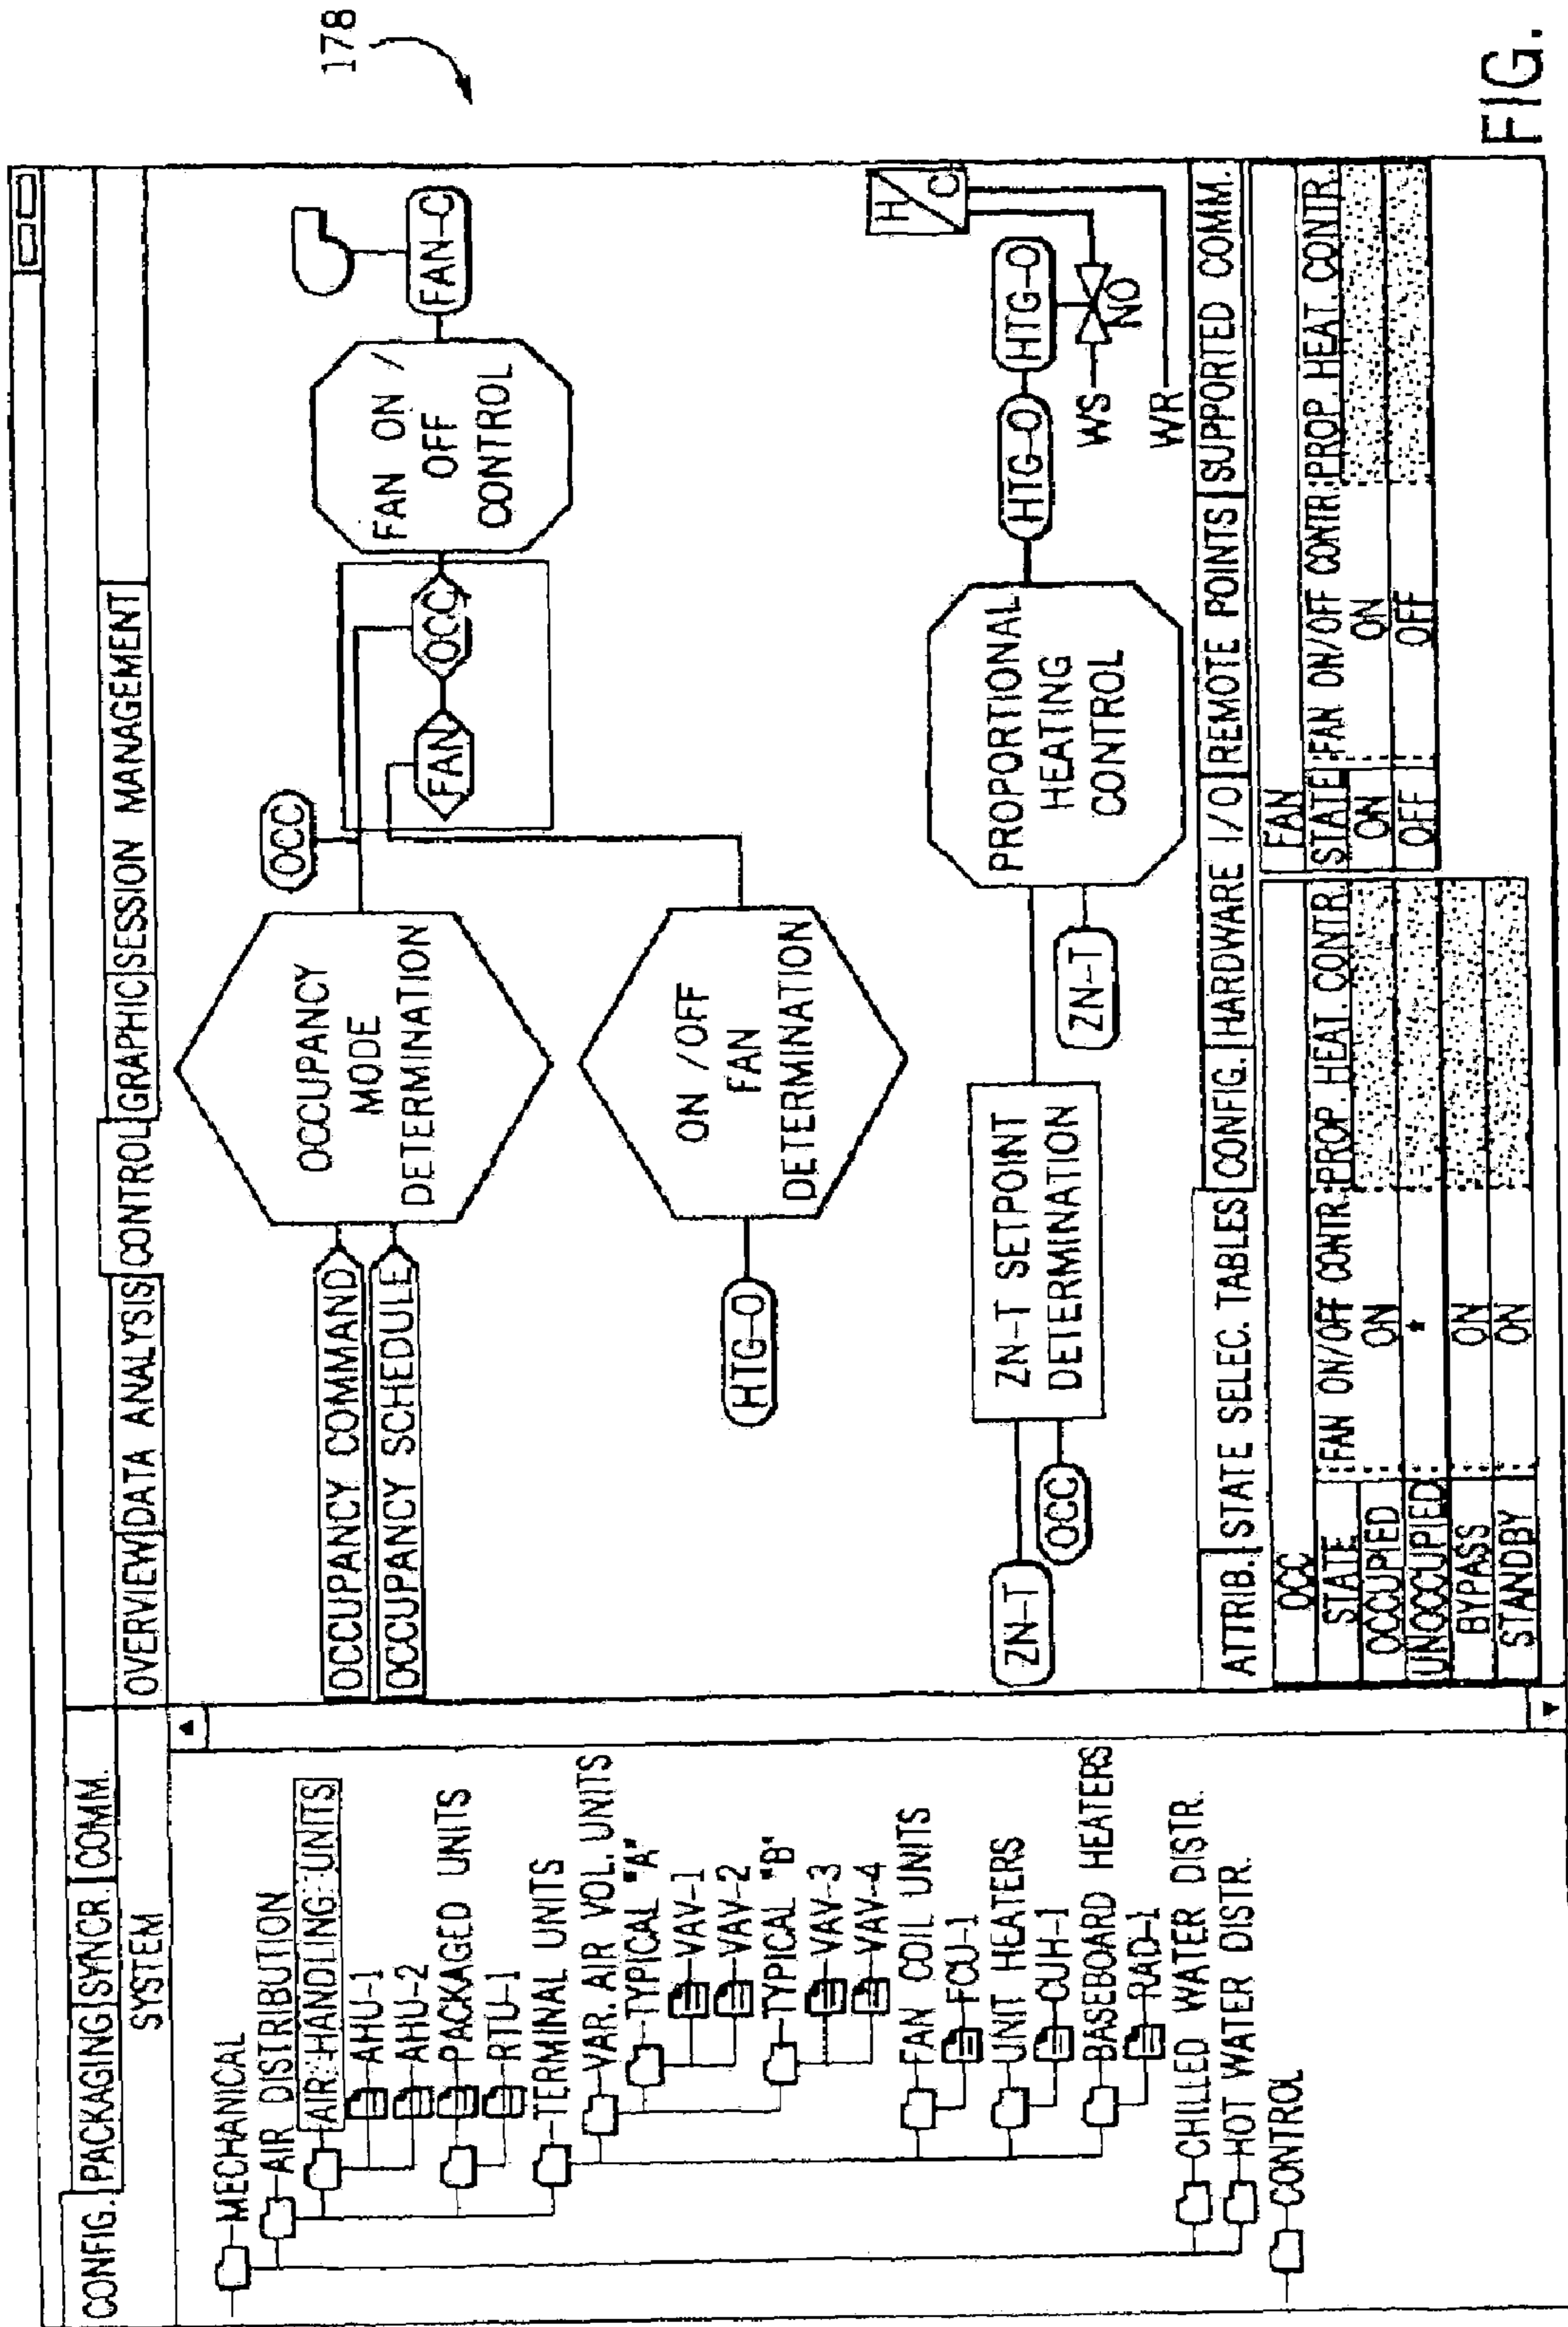 178
CONFIG. PACKAGING SYNCR. COMM.
SYSTEM
MECHANICAL
AIR DISTRIBUTION
AIR HANDLING UNITS
AHU-1
AHU-2
PACKAGED UNITS
RTU-1
TERMINAL UNITS
VAR. AIR VOL. UNITS
TYPICAL "A"
VAV-1
VAV-2
TYPICAL "B"
VAV-3
VAV-4
FAN COIL UNITS
FCU-1
UNIT HEATERS
CUH-1
BASEBOARD HEATERS
RAD-1
CHILLED WATER DISTR.
HOT WATER DISTR.
CONTROL
OVERVIEW DATA ANALYSIS CONTROL GRAPHIC SESSION MANAGEMENT
OCCUPANCY COMMAND
OCCUPANCY SCHEDULE
OCCUPANCY
MODE
DETERMINATION
OCC
FAN
OCC
FAN ON /
OFF
CONTROL
FAN-C
HTG-O
ON / OFF
FAN
DETERMINATION
ZN-T
OCC
ZN-T SETPOINT
DETERMINATION
ZN-T
PROPORTIONAL
HEATING
CONTROL
HTG-O
HTG-O
H
C
WS
NO
WR
ATTRIB. STATE SELEC. TABLES CONFIG. HARDWARE I/O REMOTE POINTS SUPPORTED COMM.
OCC
STATE FAN ON/OFF CONTR. PROP. HEAT. CONTR.
OCCUPIED ON
UNOCCUPIED *
BYPASS ON
STANDBY ON
FAN
STATE FAN ON/OFF CONTR. PROP. HEAT. CONTR.
ON ON
OFF OFF
FIG.